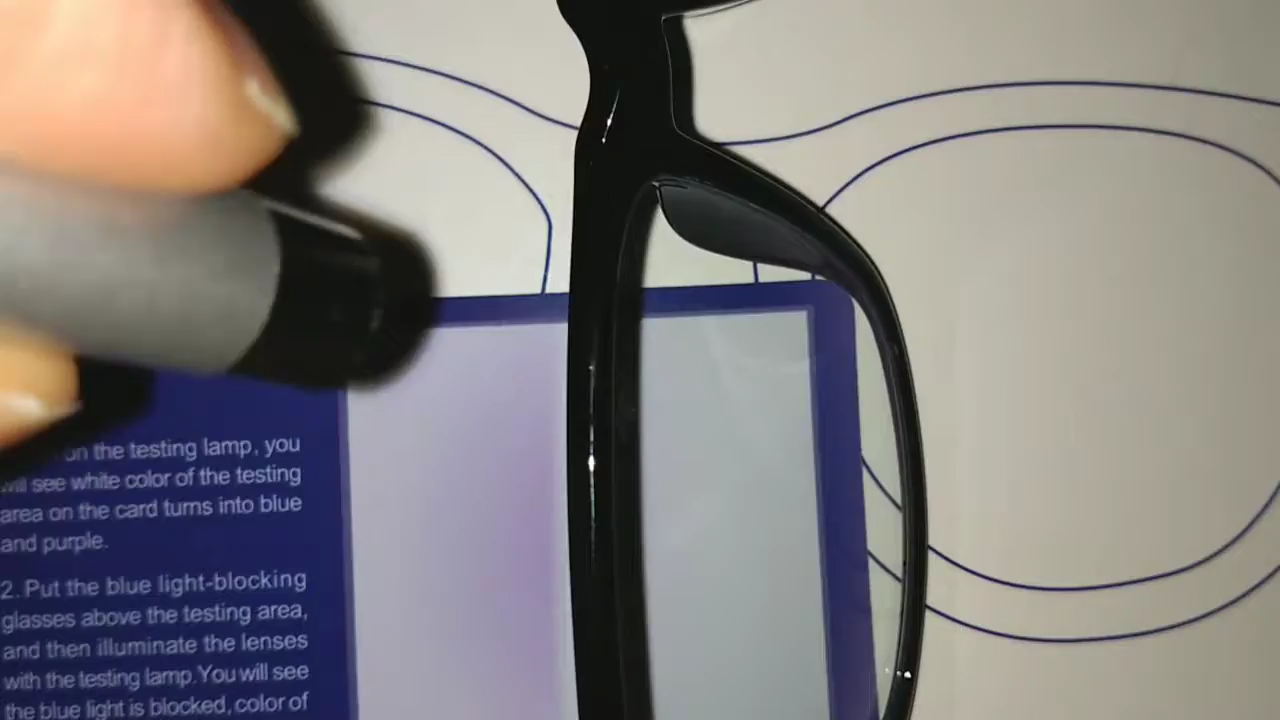 on the testing lamp, you
will see white color of the testing
area on the card turns into blue
and purple.
2. Put the blue light-blocking
glasses above the testing area,
and then illuminate the lenses
with the testing lamp. You will see
the blue light is blocked, color of